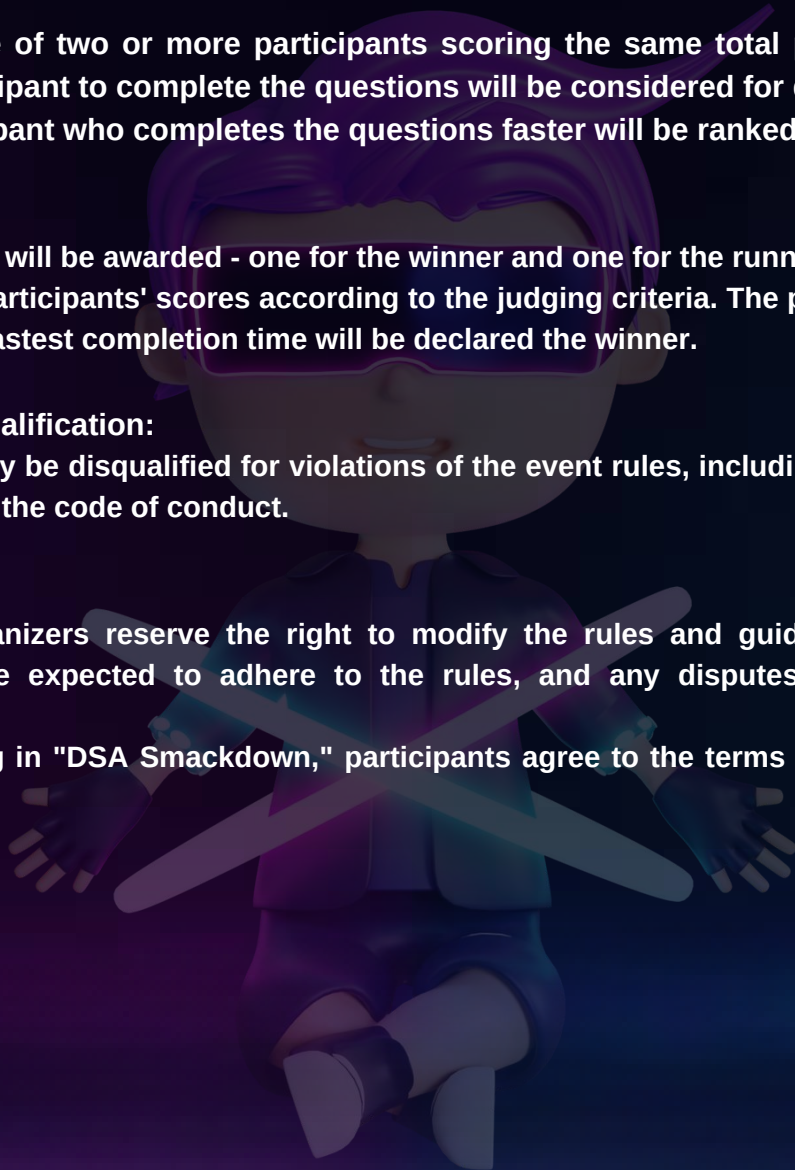 of two or more participants scoring the same total
ipant to complete the questions will be considered for
pant who completes the questions faster will be ranked
will be awarded - one for the winner and one for the runn
articipants' scores according to the judging criteria. The p
astest completion time will be declared the winner.
alification:
y be disqualified for violations of the event rules, includi
the code of conduct.
anizers reserve the right to modify the rules and guid
e expected to adhere to the rules, and any disputes
g in "DSA Smackdown," participants agree to the terms